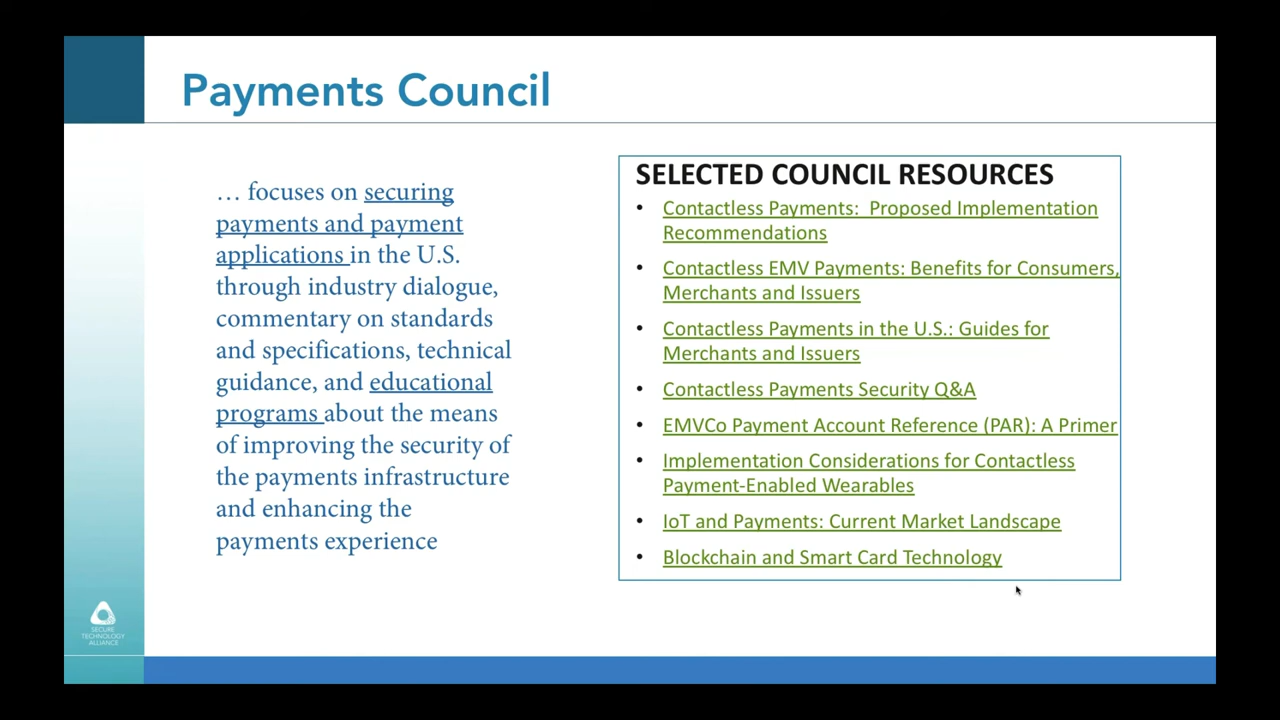 Payments Council
… focuses on securing
payments and payment
applications in the U.S.
through industry dialogue,
commentary on standards
and specifications, technical
guidance, and educational
programs about the means
of improving the security of
the payments infrastructure
and enhancing the
payments experience
SELECTED COUNCIL RESOURCES
• Contactless Payments:  Proposed Implementation
Recommendations
• Contactless EMV Payments: Benefits for Consumers,
Merchants and Issuers
• Contactless Payments in the U.S.: Guides for
Merchants and Issuers
• Contactless Payments Security Q&A
• EMVCo Payment Account Reference (PAR): A Primer
• Implementation Considerations for Contactless
Payment-Enabled Wearables
• IoT and Payments: Current Market Landscape
• Blockchain and Smart Card Technology
SECURE
TECHNOLOGY
ALLIANCE